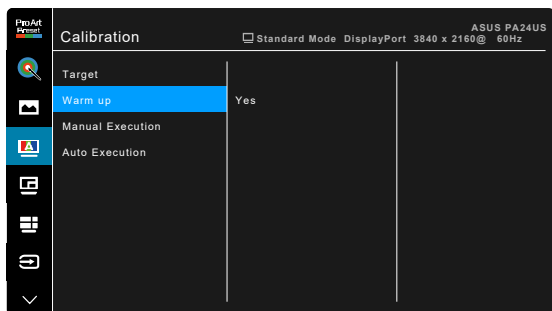 ProArt
Preset
Calibration
ASUS PA24US
Standard Mode DisplayPort 3840 x 2160@ 60Hz
Target
Warm up
Yes
Manual Execution
A
Auto Execution